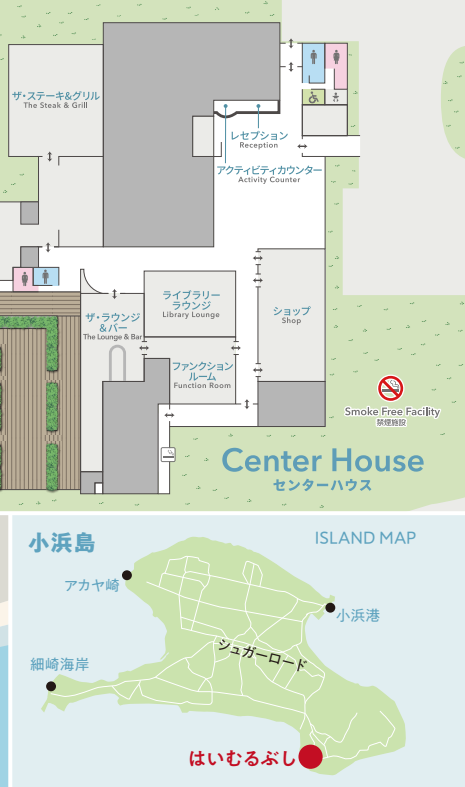 ザ・ステーキ&グリル
The Steak & Grill
レセプション
Reception
アクティビティカウンター
Activity Counter
ライブラリー
ラウンジ
Library Lounge
ショップ
Shop
ザ・ラウンジ
&バー
The Lounge & Bar
ファンクション
ルーム
Function Room
Smoke Free Facility
禁煙施設
Center House
センターハウス
小浜島
ISLAND MAP
アカヤ崎
小浜港
細崎海岸
シュガーロード
はいむるぶし